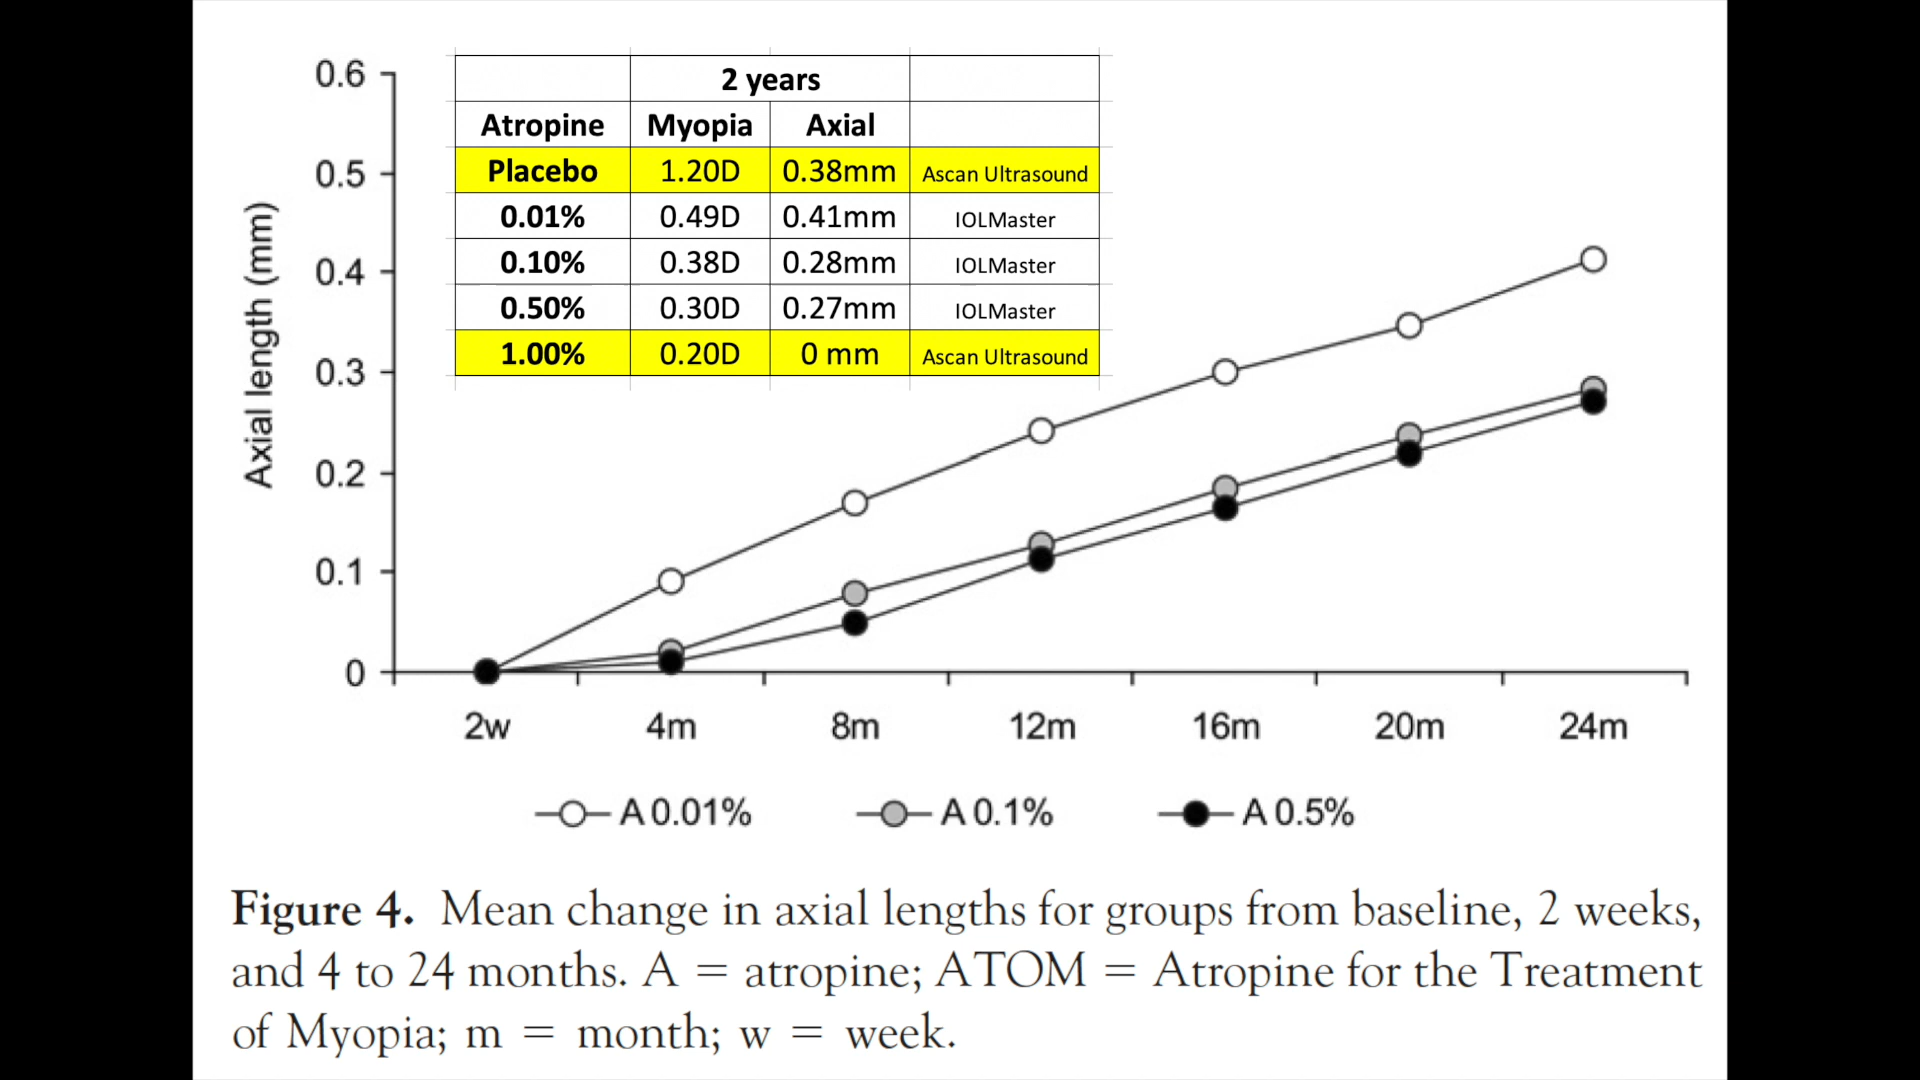 0.6
0.5
0.4
0.3
0.2
0.1
0
Axial length (mm)
2 years
Atropine Myopia Axial
Placebo 1.20D 0.38mm Ascan Ultrasound
0.01% 0.49D 0.41mm IOLMaster
0.10% 0.38D 0.28mm IOLMaster
0.50% 0.30D 0.27mm IOLMaster
1.00% 0.20D 0 mm Ascan Ultrasound
2w 4m 8m 12m 16m 20m 24m
A 0.01% A 0.1% A 0.5%
Figure 4. Mean change in axial lengths for groups from baseline, 2 weeks,
and 4 to 24 months. A = atropine; ATOM = Atropine for the Treatment
of Myopia; m = month; w = week.